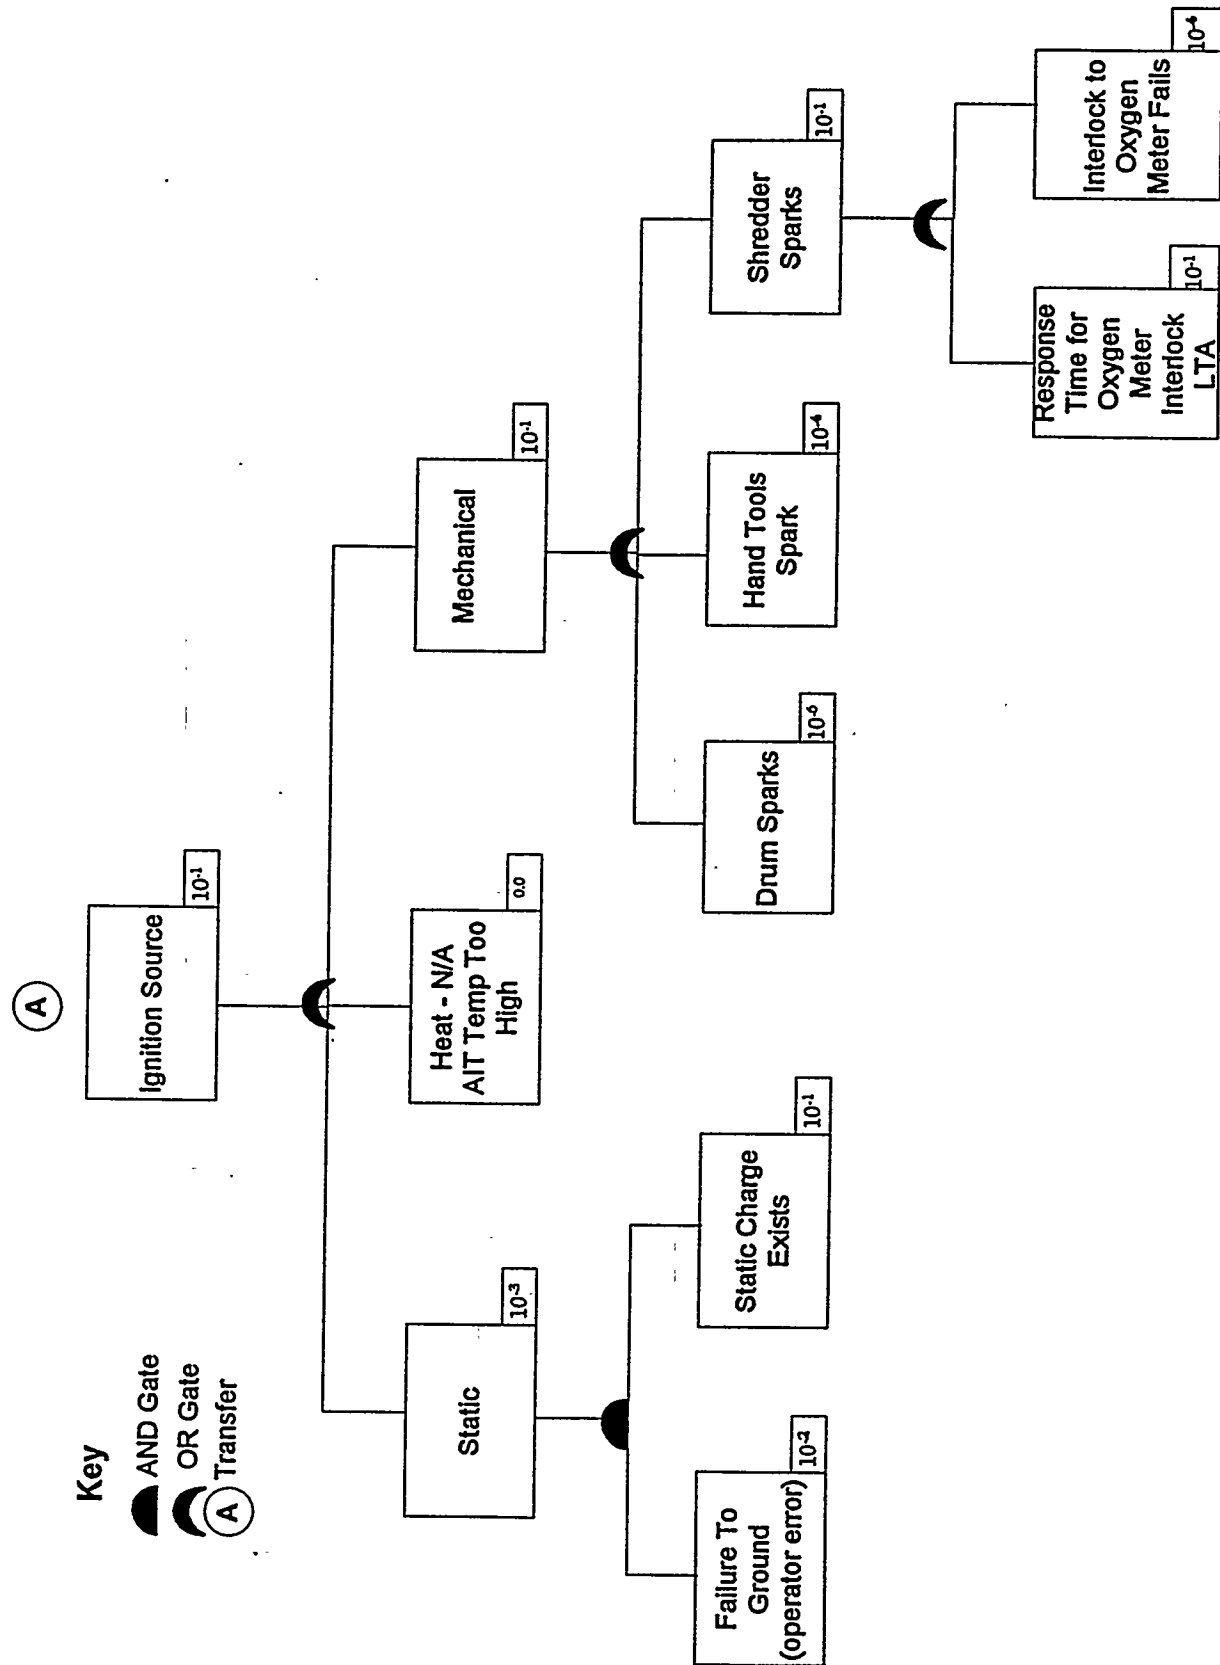 Key
AND Gate
OR Gate
A
Transfer
A
Ignition Source
10-1
Static
10-3
Heat - N/A
AIT Temp Too
High
0.0
Mechanical
10-1
Failure To
Ground
(operator error)
10-2
Static Charge
Exists
10-1
Drum Sparks
Hand Tools
Spark
10-4
Shredder
Sparks
10-1
Response
Time for
Oxygen
Meter
Interlock
LTA
10-1
Interlock to
Oxygen
Meter Fails
10-4